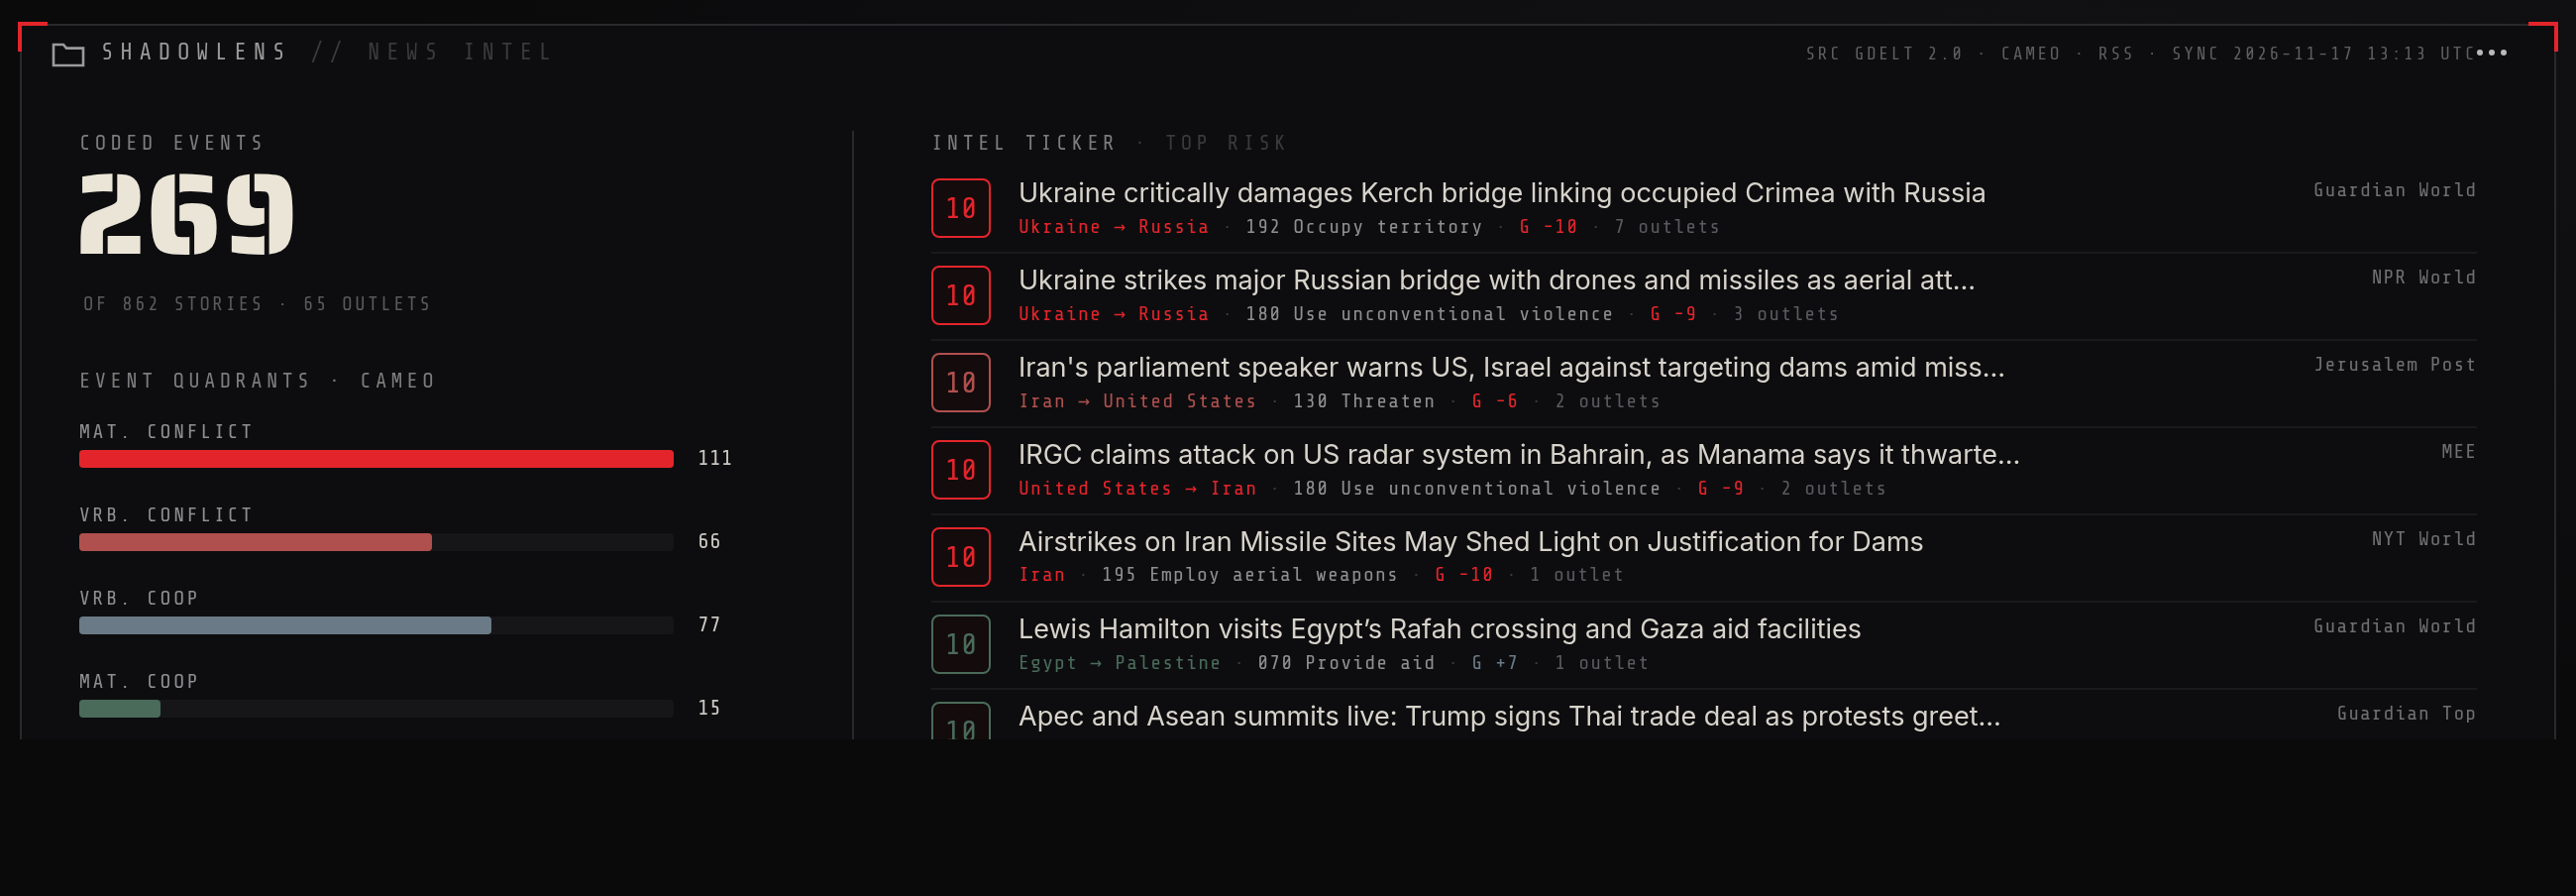 SHADOWLENS // NEWS INTEL
SRC GDELT 2.0 · CAMEO · RSS · SYNC 2026-11-17 13:13 UTC
CODED EVENTS
269
OF 862 STORIES · 65 OUTLETS
EVENT QUADRANTS · CAMEO
MAT. CONFLICT
111
VRB. CONFLICT
66
VRB. COOP
77
MAT. COOP
15
INTEL TICKER · TOP RISK
10
Ukraine critically damages Kerch bridge linking occupied Crimea with Russia
Guardian World
Ukraine → Russia · 192 Occupy territory · G -10 · 7 outlets
10
Ukraine strikes major Russian bridge with drones and missiles as aerial att...
NPR World
Ukraine → Russia · 180 Use unconventional violence · G -9 · 3 outlets
10
Iran's parliament speaker warns US, Israel against targeting dams amid miss...
Jerusalem Post
Iran → United States · 130 Threaten · G -6 · 2 outlets
10
IRGC claims attack on US radar system in Bahrain, as Manama says it thwarte...
MEE
United States → Iran · 180 Use unconventional violence · G -9 · 2 outlets
10
Airstrikes on Iran Missile Sites May Shed Light on Justification for Dams
NYT World
Iran · 195 Employ aerial weapons · G -10 · 1 outlet
10
Lewis Hamilton visits Egypt’s Rafah crossing and Gaza aid facilities
Guardian World
Egypt → Palestine · 070 Provide aid · G +7 · 1 outlet
10
Apec and Asean summits live: Trump signs Thai trade deal as protests greet...
Guardian Top